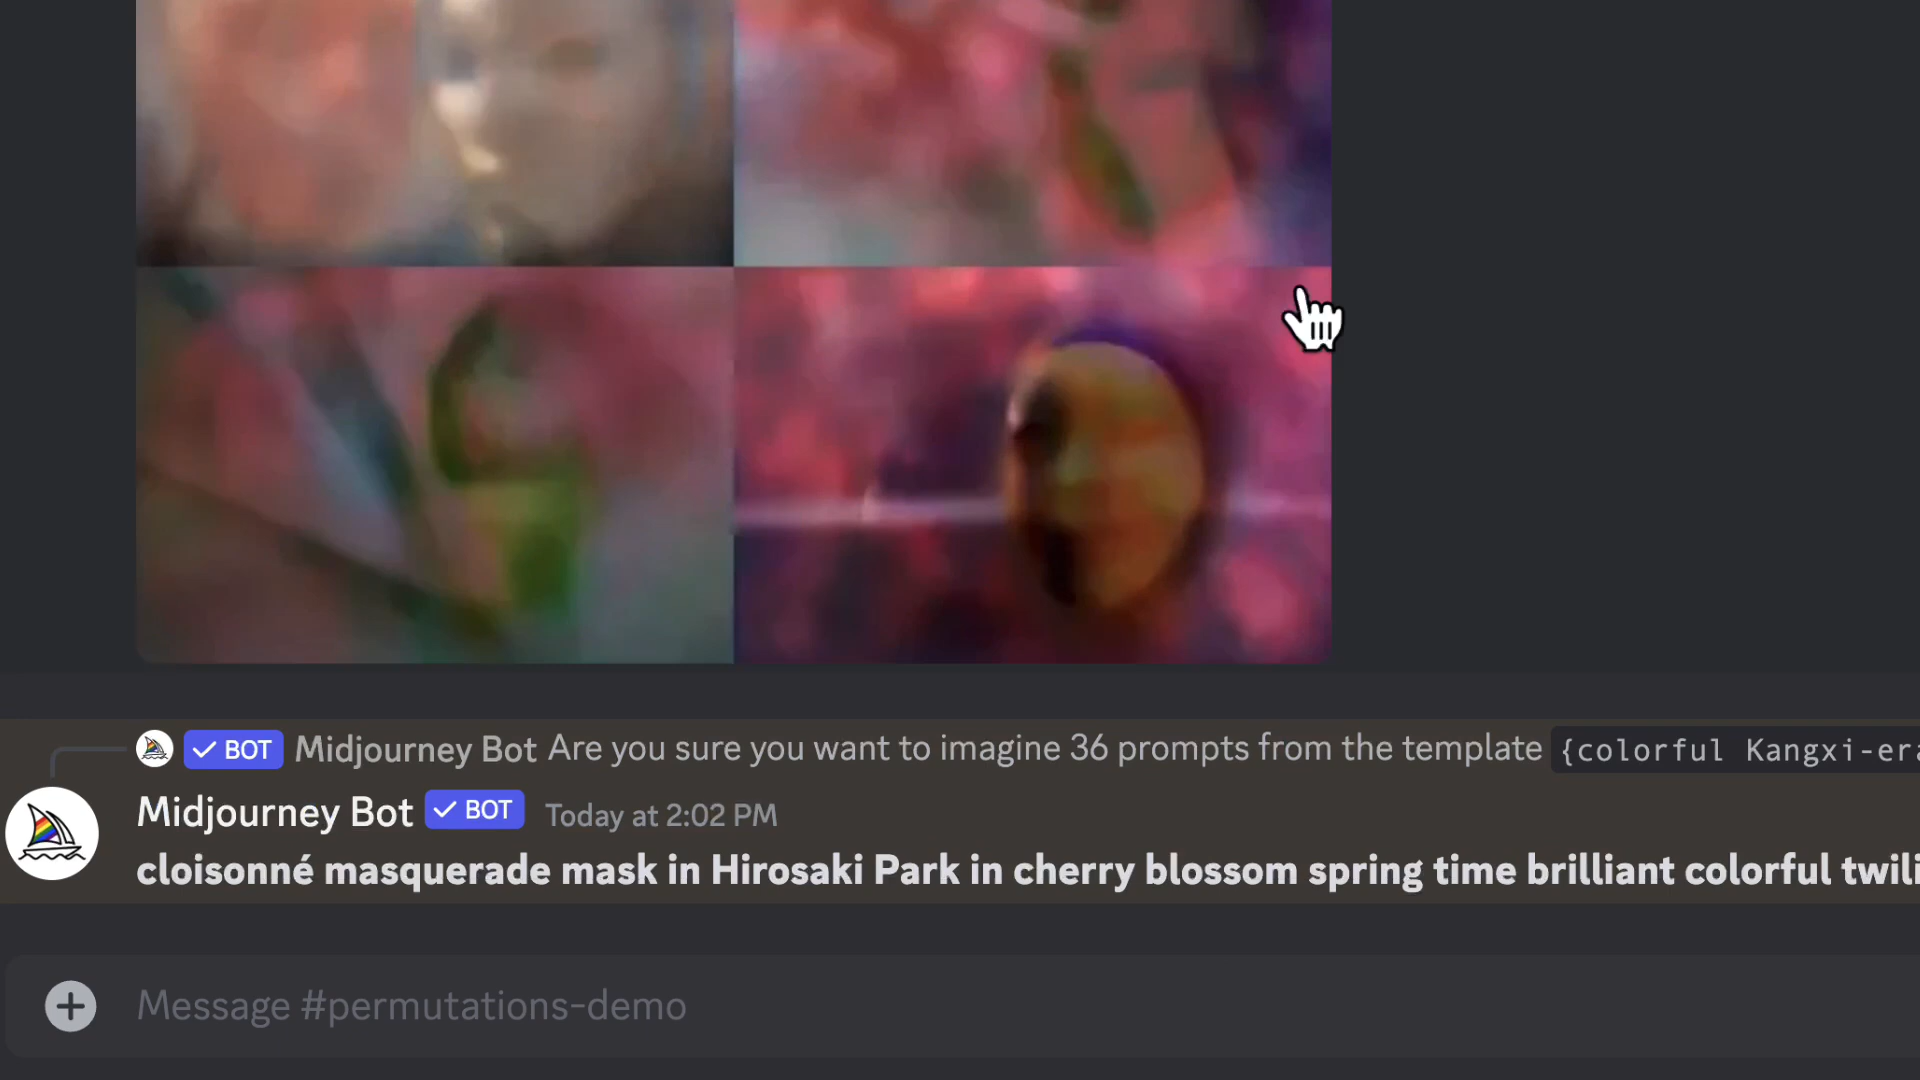 BOT Midjourney Bot Are you sure you want to imagine 36 prompts from the template {colorful Kangxi-era
Midjourney Bot BOT Today at 2:02 PM
cloisonné masquerade mask in Hirosaki Park in cherry blossom spring time brilliant colorful twili
Message #permutations-demo